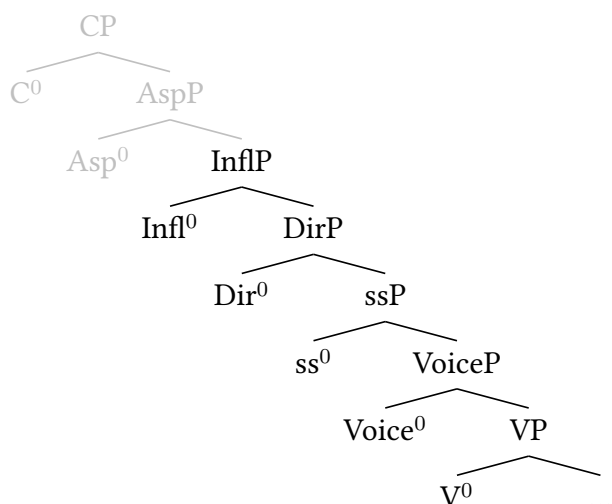 CP
C⁰ AspP
Asp⁰ InflP
Infl⁰ DirP
Dir⁰ ssP
ss⁰ VoiceP
Voice⁰ VP
V⁰